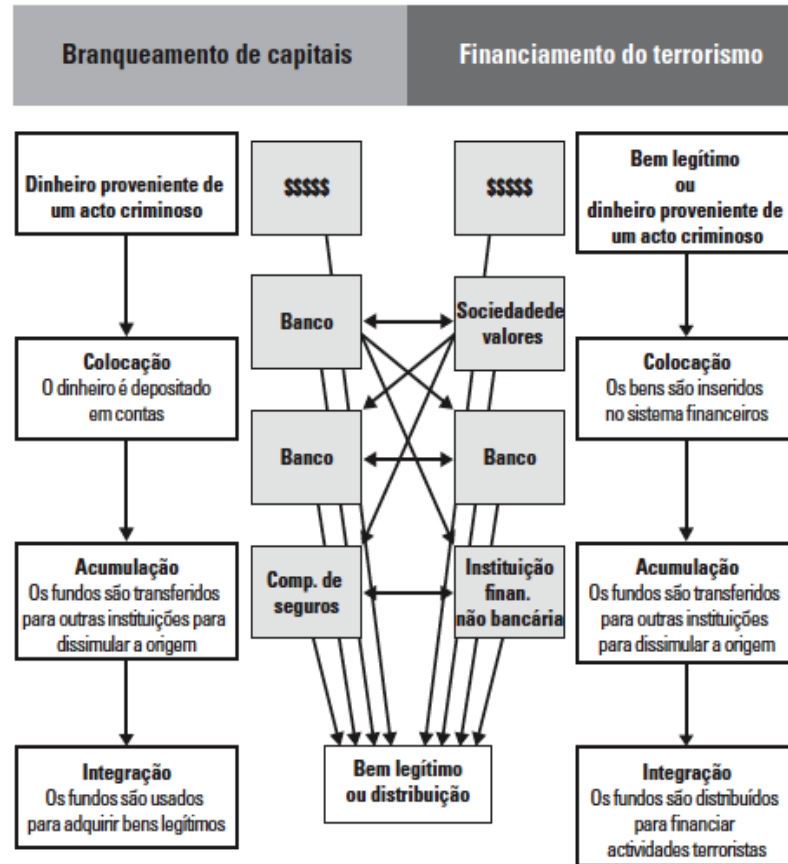 Branqueamento de capitais
Financiamento do terrorismo
Dinheiro proveniente de
um acto criminoso
$$$$$
$$$$$
Bem legítimo
ou
dinheiro proveniente de
um acto criminoso
Banco
Sociedadede
valores
Colocação
O dinheiro é depositado
em contas
Colocação
Os bens são inseridos
no sistema financeiros
Banco
Banco
Acumulação
Os fundos são transferidos
para outras instituições para
dissimular a origem
Comp. de
seguros
Instituição
finan.
não bancária
Acumulação
Os fundos são transferidos
para outras instituições
para dissimular a origem
Integração
Os fundos são usados
para adquirir bens legítimos
Bem legítimo
ou distribuição
Integração
Os fundos são distribuídos
para financiar
actividades terroristas